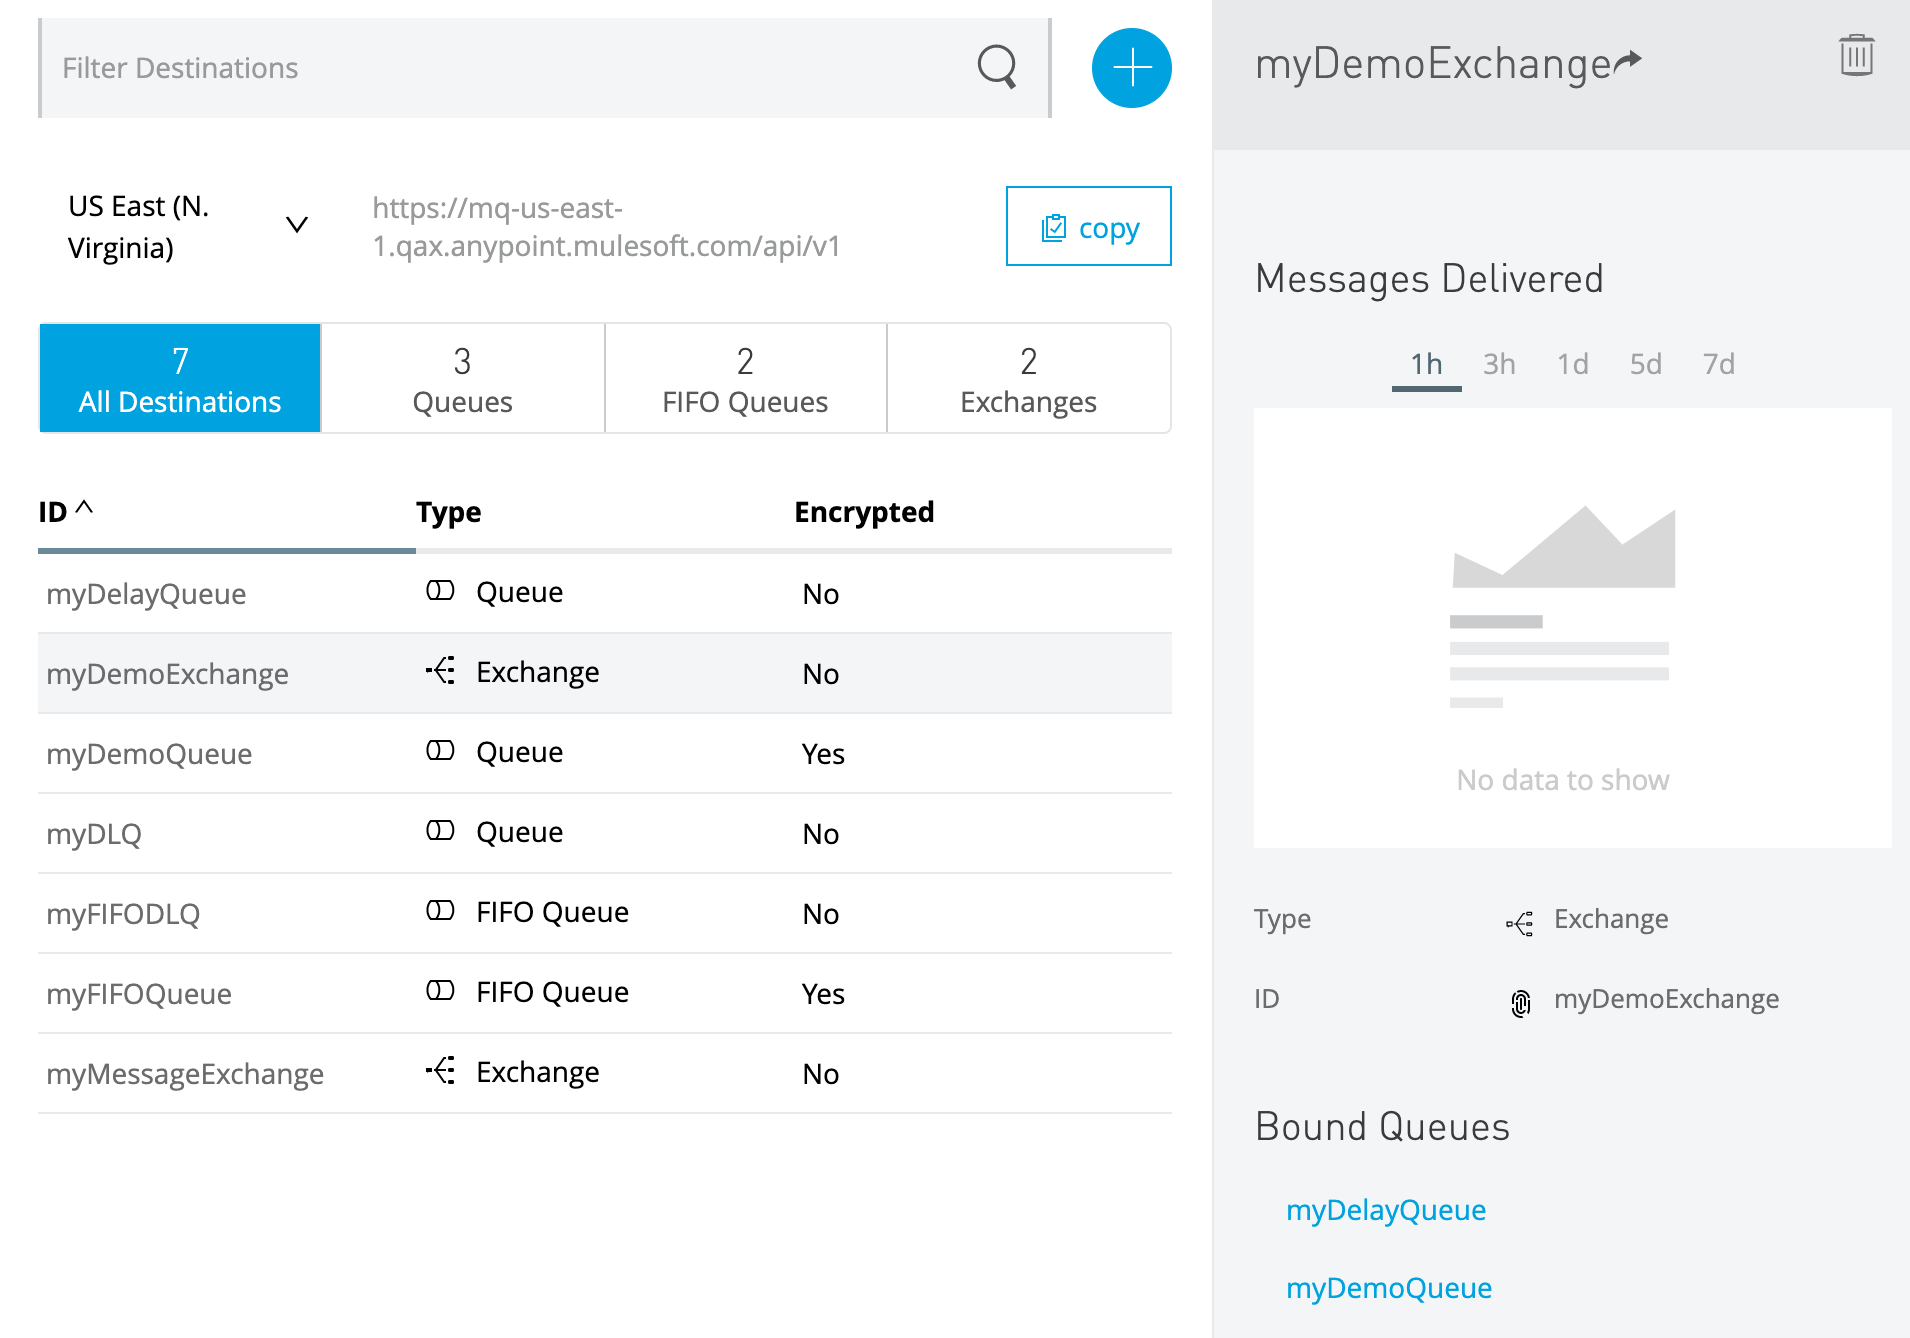 Filter Destinations
US East (N.
Virginia)
https://mq-us-east-
1.qax.anypoint.mulesoft.com/api/v1
copy
7
All Destinations
3
Queues
2
FIFO Queues
2
Exchanges
ID Type Encrypted
myDelayQueue Queue No
myDemoExchange Exchange No
myDemoQueue Queue Yes
myDLQ Queue No
myFIFODLQ FIFO Queue No
myFIFOQueue FIFO Queue Yes
myMessageExchange Exchange No
myDemoExchange
Messages Delivered
1h 3h 1d 5d 7d
No data to show
Type Exchange
ID myDemoExchange
Bound Queues
myDelayQueue
myDemoQueue